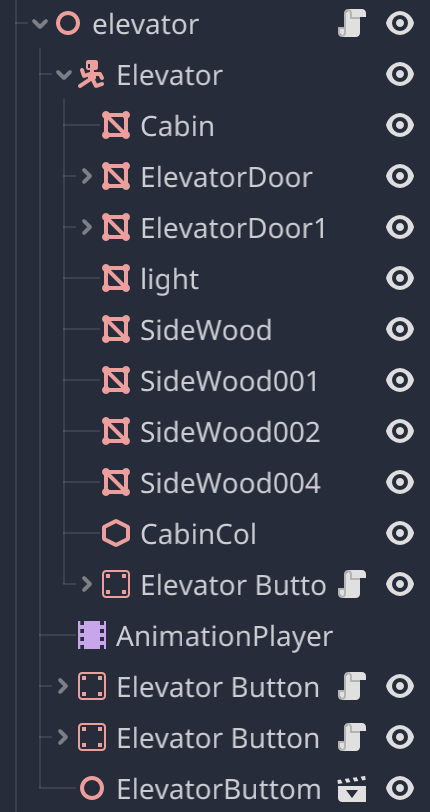 elevator
Elevator
Cabin
ElevatorDoor
ElevatorDoor1
light
SideWood
SideWood001
SideWood002
SideWood004
CabinCol
Elevator Butto
AnimationPlayer
Elevator Button
Elevator Button
ElevatorButtom